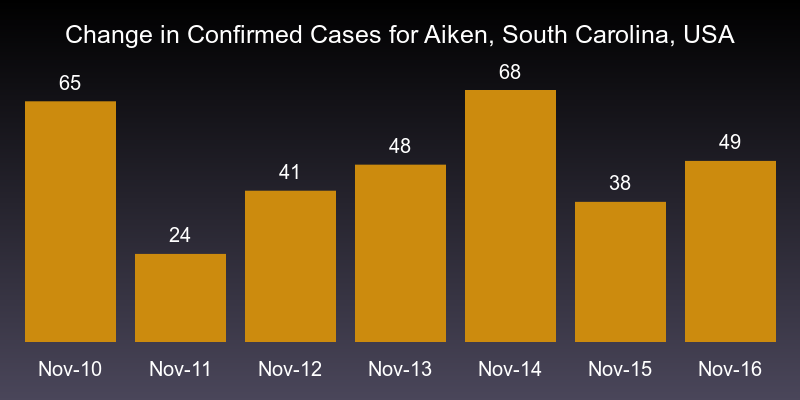 Change in Confirmed Cases for Aiken, South Carolina, USA
65
24
41
48
68
38
49
Nov-10
Nov-11
Nov-12
Nov-13
Nov-14
Nov-15
Nov-16